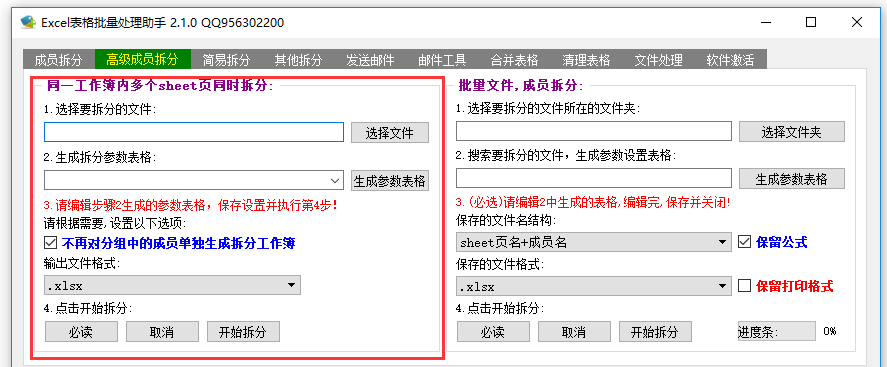 Excel表格批量处理助手 2.1.0 QQ956302200
成员拆分 高级成员拆分 简易拆分 其他拆分 发送邮件 邮件工具 合并表格 清理表格 文件处理 软件激活
同一工作簿内多个sheet页同时拆分:
1.选择要拆分的文件:
选择文件
2.生成拆分参数表格:
生成参数表格
3.请编辑步骤2生成的参数表格，保存设置并执行第4步!
请根据需要,设置以下选项:
不再对分组中的成员单独生成拆分工作簿
输出文件格式:
.xlsx
4.点击开始拆分:
必读 取消 开始拆分
批量文件,成员拆分:
1.选择要拆分的文件所在的文件夹:
选择文件夹
2.搜索要拆分的文件，生成参数设置表格:
生成参数表格
3.(必选)请编辑2中生成的表格,编辑完,保存并关闭!
保存的文件名结构:
sheet页名+成员名 保留公式
保存的文件格式:
.xlsx 保留打印格式
4.点击开始拆分:
必读 取消 开始拆分 进度条: 0%